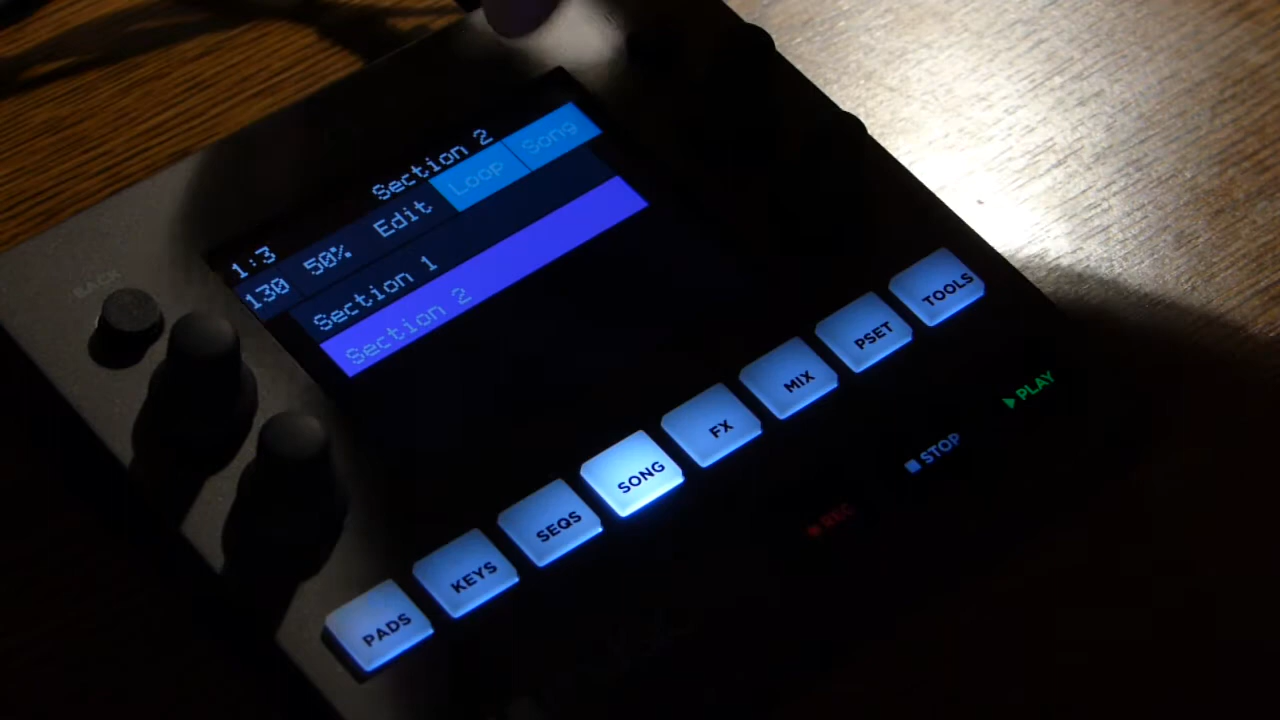 Section 2
1:3
130 50% Edit Loop Song
Section 1
Section 2
BACK
PADS KEYS SEQS SONG FX MIX PSET TOOLS
REC STOP PLAY